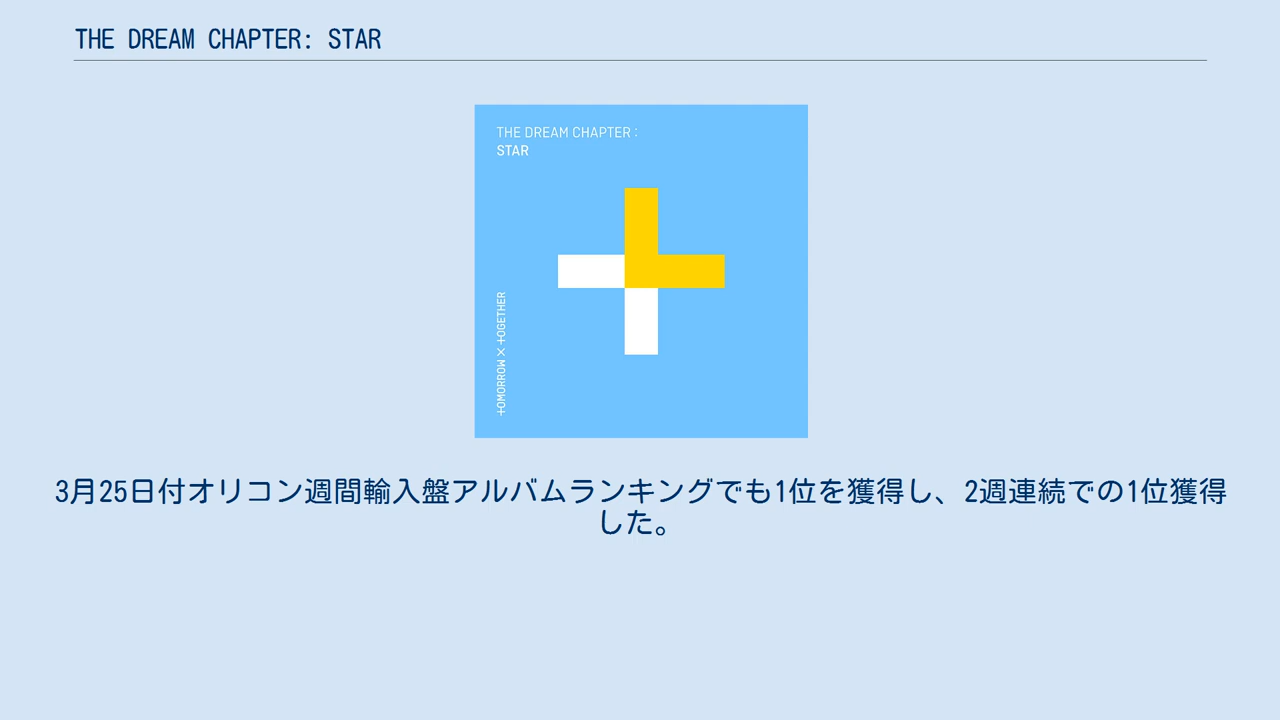 THE DREAM CHAPTER: STAR
THE DREAM CHAPTER :
STAR
TOMORROW X TOGETHER
3月25日付オリコン週間輸入盤アルバムランキングでも1位を獲得し、2週連続での1位獲得
した。